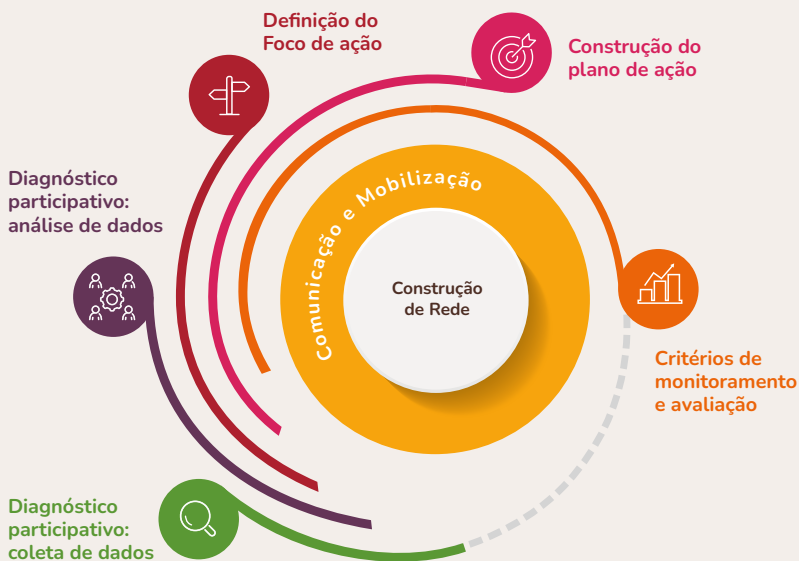 Definição do
Foco de ação
Construção do
plano de ação
Diagnóstico
participativo:
análise de dados
Comunicação e Mobilização
Construção
de Rede
Critérios de
monitoramento
e avaliação
Diagnóstico
participativo:
coleta de dados